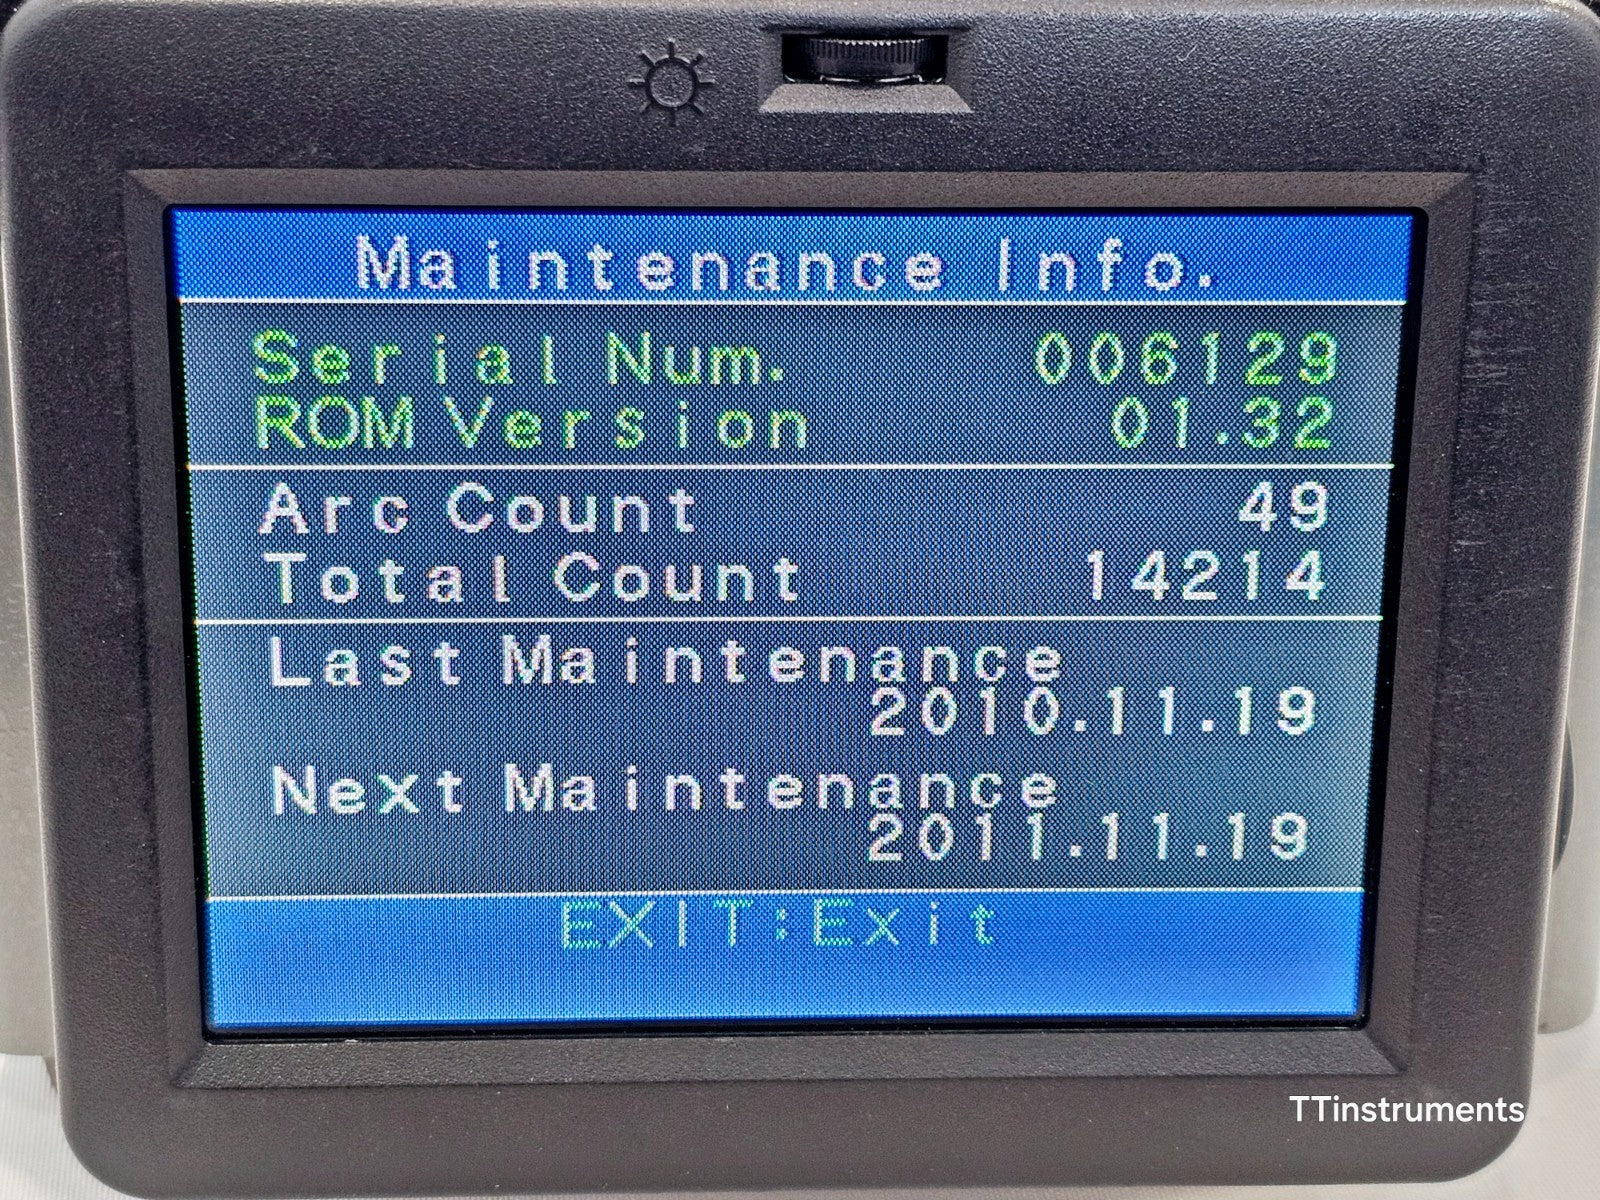 Maintenance Info.
Serial Num. 006129
ROM Version 01.32
Arc Count 49
Total Count 14214
Last Maintenance
2010.11.19
Next Maintenance
2011.11.19
EXIT:Exit
TTinstruments